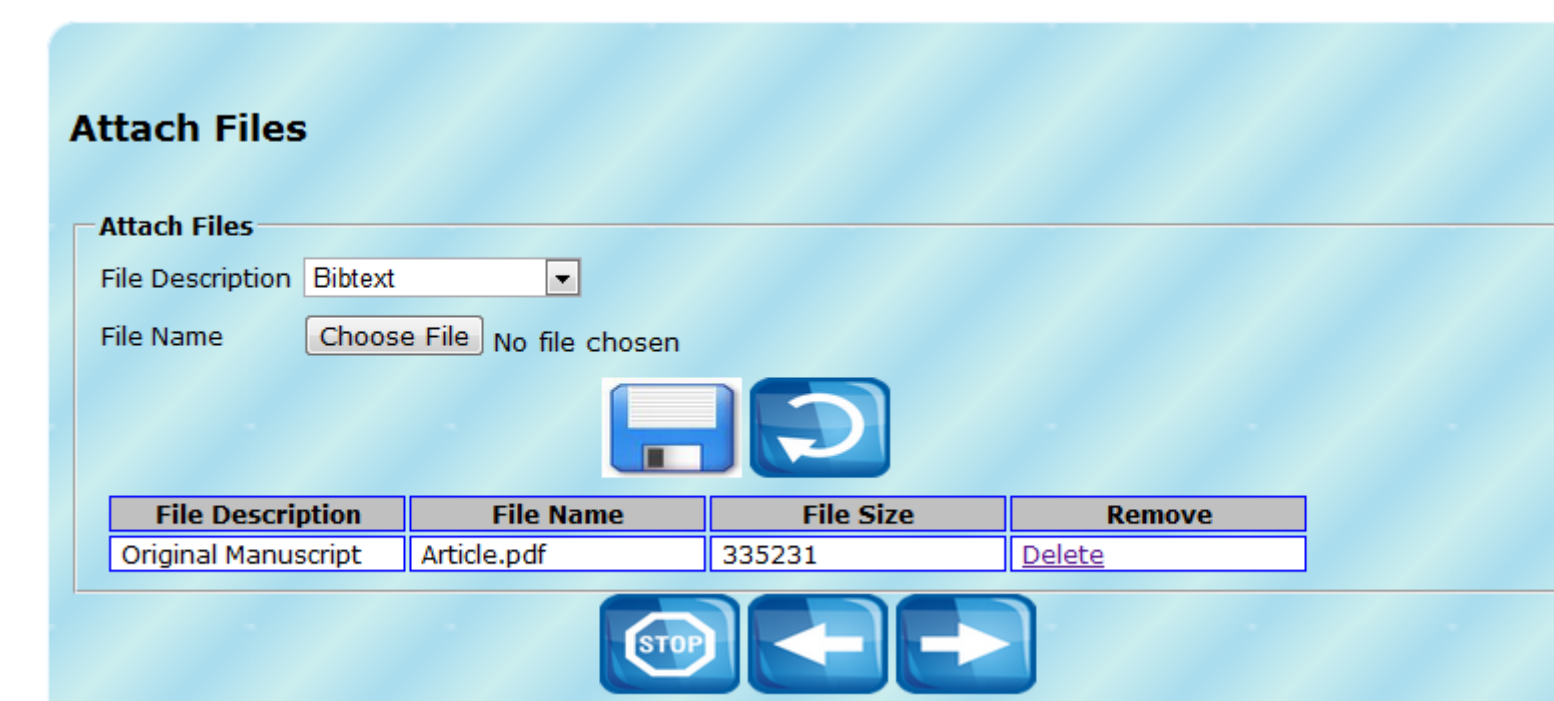 Attach Files
Attach Files
File Description Bibtext
File Name Choose File No file chosen
File Description File Name File Size Remove
Original Manuscript Article.pdf 335231 Delete
STOP